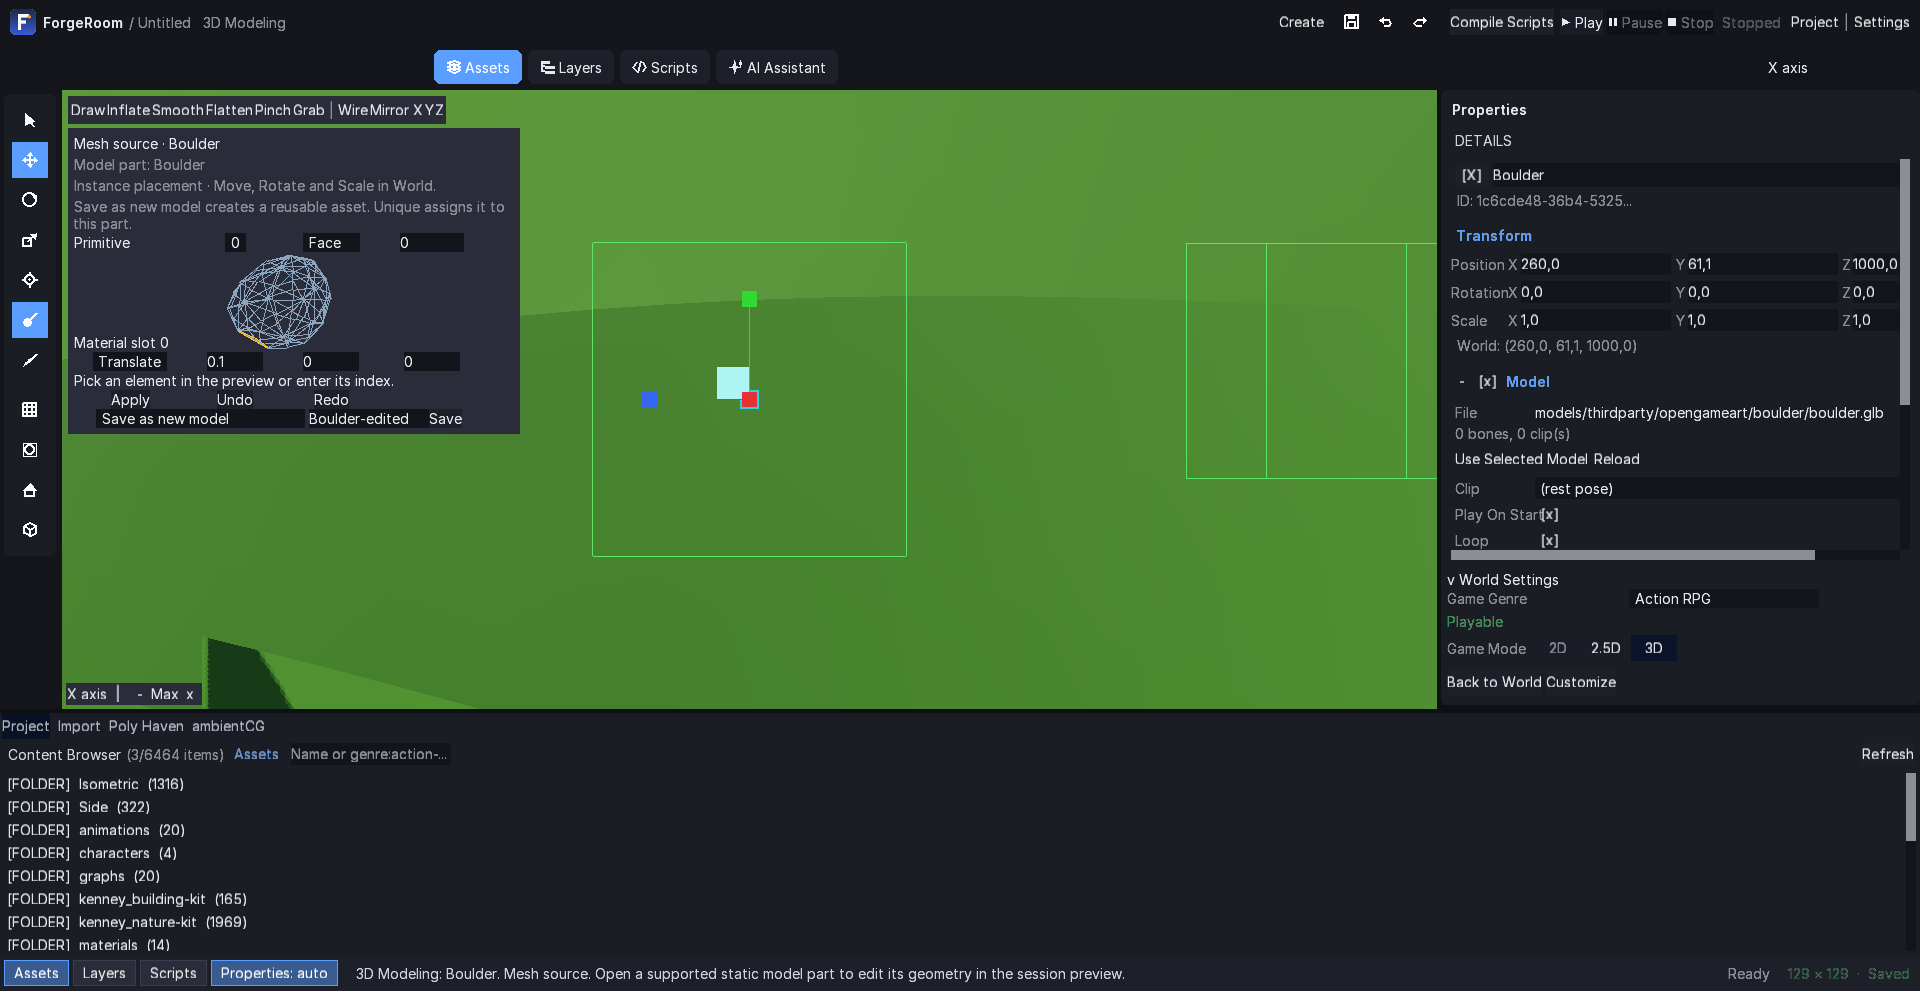 ForgeRoom / Untitled 3D Modeling Create Compile Scripts Play Pause Stop Stopped Project | Settings
Assets Layers Scripts AI Assistant X axis
Draw Inflate Smooth Flatten Pinch Grab | Wire Mirror X Y Z
Mesh source · Boulder
Model part: Boulder
Instance placement · Move, Rotate and Scale in World.
Save as new model creates a reusable asset. Unique assigns it to
this part.
Primitive 0 Face 0
Material slot 0
Translate 0.1 0 0
Pick an element in the preview or enter its index.
Apply Undo Redo
Save as new model Boulder-edited Save
X axis | - Max x
Properties
DETAILS
[X] Boulder
ID: 1c6cde48-36b4-5325...
Transform
Position X 260,0 Y 61,1 Z 1000,0
Rotation X 0,0 Y 0,0 Z 0,0
Scale X 1,0 Y 1,0 Z 1,0
World: (260,0, 61,1, 1000,0)
- [x] Model
File models/thirdparty/opengameart/boulder/boulder.glb
0 bones, 0 clip(s)
Use Selected Model Reload
Clip (rest pose)
Play On Start [x]
Loop [x]
v World Settings
Game Genre Action RPG
Playable
Game Mode 2D 2.5D 3D
Back to World Customize
Project Import Poly Haven ambientCG
Content Browser (3/6464 items) Assets Name or genre:action-... Refresh
[FOLDER] Isometric (1316)
[FOLDER] Side (322)
[FOLDER] animations (20)
[FOLDER] characters (4)
[FOLDER] graphs (20)
[FOLDER] kenney_building-kit (165)
[FOLDER] kenney_nature-kit (1969)
[FOLDER] materials (14)
Assets Layers Scripts Properties: auto 3D Modeling: Boulder. Mesh source. Open a supported static model part to edit its geometry in the session preview. Ready 129 × 129 · Saved